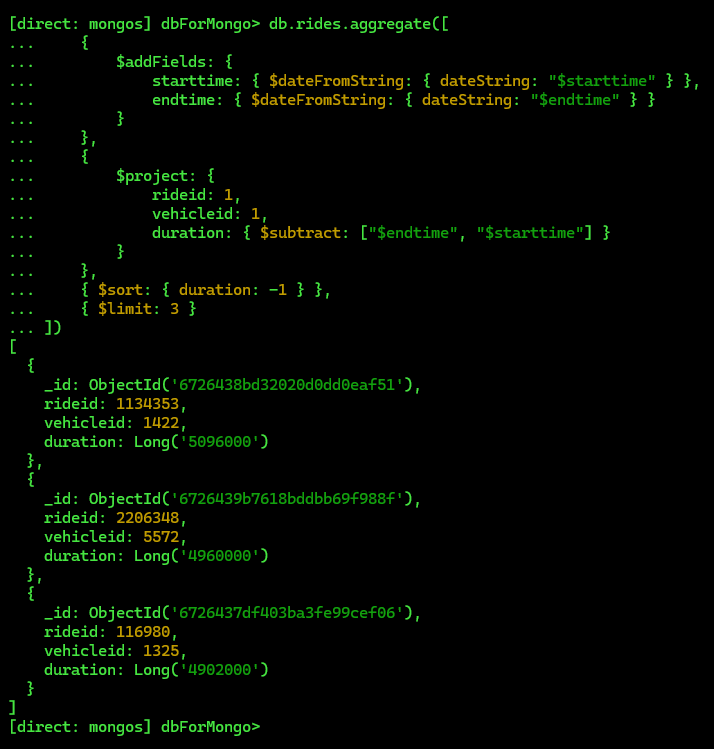 [direct: mongos] dbForMongo> db.rides.aggregate([
...     {
...         $addFields: {
...             starttime: { $dateFromString: { dateString: "$starttime" } },
...             endtime: { $dateFromString: { dateString: "$endtime" } }
...         }
...     },
...     {
...         $project: {
...             rideid: 1,
...             vehicleid: 1,
...             duration: { $subtract: ["$endtime", "$starttime"] }
...         }
...     },
...     { $sort: { duration: -1 } },
...     { $limit: 3 }
... ])
[
  {
    _id: ObjectId('6726438bd32020d0dd0eaf51'),
    rideid: 1134353,
    vehicleid: 1422,
    duration: Long('5096000')
  },
  {
    _id: ObjectId('6726439b7618bddbb69f988f'),
    rideid: 2206348,
    vehicleid: 5572,
    duration: Long('4960000')
  },
  {
    _id: ObjectId('6726437df403ba3fe99cef06'),
    rideid: 116980,
    vehicleid: 1325,
    duration: Long('4902000')
  }
]
[direct: mongos] dbForMongo>